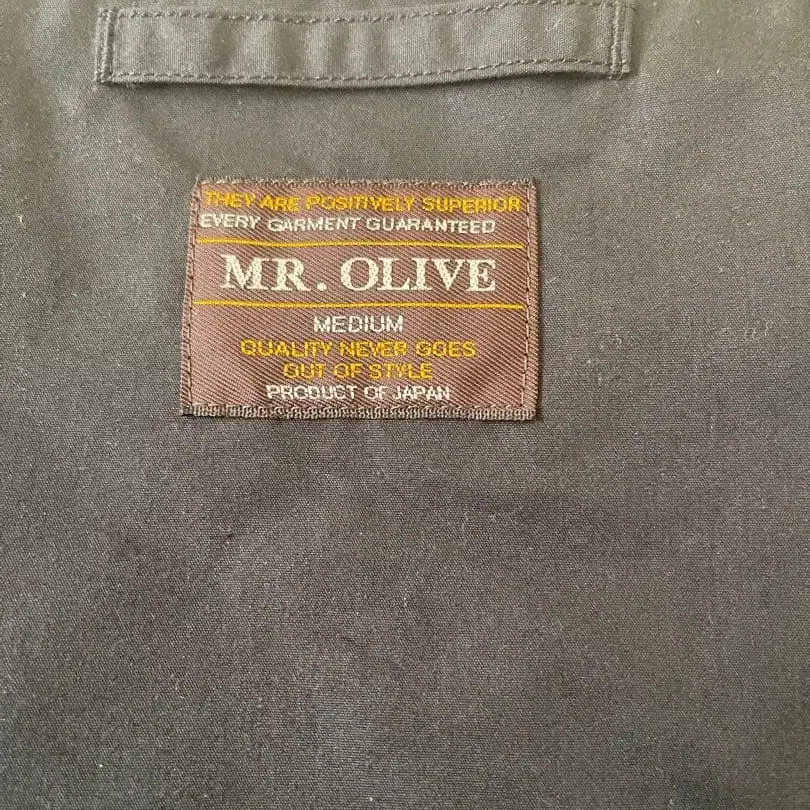 THEY ARE POSITIVELY SUPERIOR
EVERY GARMENT GUARANTEED
MR. OLIVE
MEDIUM
QUALITY NEVER GOES
OUT OF STYLE
PRODUCT OF JAPAN